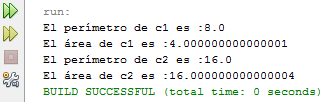 run:
El perímetro de c1 es :8.0
El área de c1 es :4.000000000000001
El perímetro de c2 es :16.0
El área de c2 es :16.000000000000004
BUILD SUCCESSFUL (total time: 0 seconds)